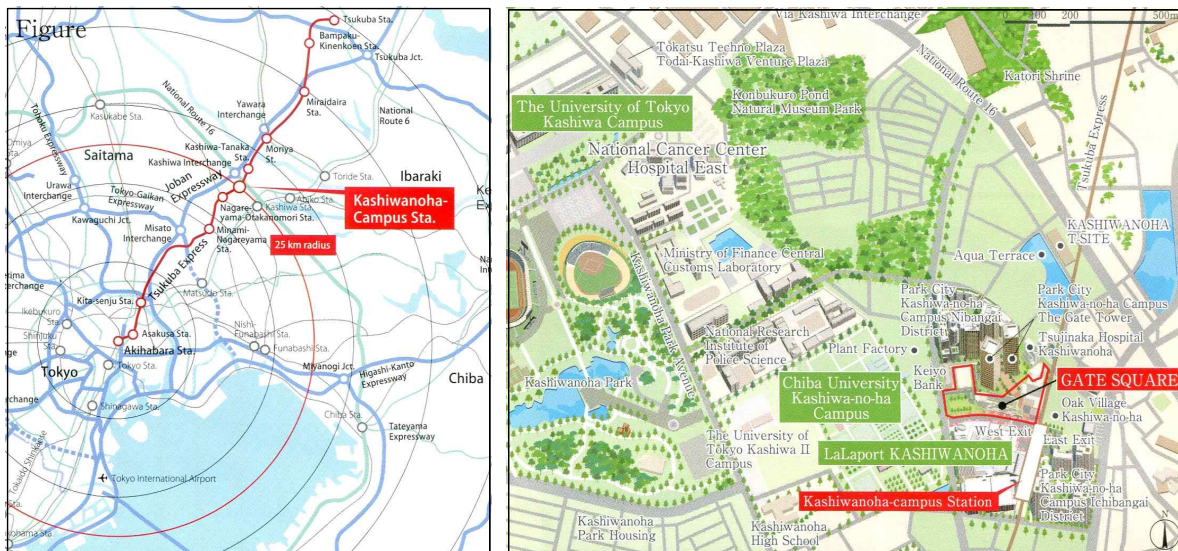 Figure
Tsukuba Sta.
Bampaku-
Kinenkoen Sta.
Tsukuba Jct.
Miraidaira
Sta.
National
Route 6
Yawara
Interchange
National
Route 16
Kasukabe Sta.
Tohoku Expressway
Kashiwa-Tanaka
Sta.
Moriya
St.
Kashiwa Interchange
Saitama
Joban
Expressway
Tokyo-Gaikan
Expressway
Omiya
Sta.
Urawa
Interchange
Kawaguchi Jct.
Misato
Interchange
Toride Sta.
Ibaraki
Abiko Sta.
Kashiwa Sta.
Kashiwanoha-
Campus Sta.
Nagare-
yama-Otakanomori Sta.
Minami-
Nagareyama
Sta.
25 km radius
Tsukuba Express
Matsudo Sta.
Kita-senju Sta.
Ikebukuro
Sta.
Shinjuku
Sta.
Asakusa Sta.
Akihabara Sta.
Tokyo
Tokyo Sta.
Shinagawa Sta.
Nishi-
Funabashi Sta.
Funabashi Sta.
Miyanogi Jct.
Higashi-Kanto
Expressway
Chiba
Chiba Sta.
Tateyama
Expressway
Tokaido Shinkansen
Tokyo International Airport
Via Kashiwa Interchange
0 100 200 500m
Tokatsu Techno Plaza
Todai-Kashiwa Venture Plaza
National Route 16
Katori Shrine
Konbukuro Pond
Natural Museum Park
The University of Tokyo
Kashiwa Campus
National Cancer Center
Hospital East
Tsukuba Express
KASHIWANOHA
T-SITE
Aqua Terrace
Ministry of Finance Central
Customs Laboratory
Kashiwanoha Park Avenue
Park City
Kashiwa-no-ha
Campus Nibangai
District
Park City
Kashiwa-no-ha Campus
The Gate Tower
Tsujinaka Hospital
Kashiwanoha
National Research
Institute of
Police Science
Plant Factory
Keiyo
Bank
GATE SQUARE
Kashiwanoha Park
Chiba University
Kashiwa-no-ha
Campus
Oak Village
Kashiwa-no-ha
West Exit
East Exit
The University of
Tokyo Kashiwa II
Campus
LaLaport KASHIWANOHA
Park City
Kashiwa-no-ha
Campus Ichibangai
District
Kashiwanoha-campus Station
Kashiwanoha
Park Housing
Kashiwanoha
High School
N